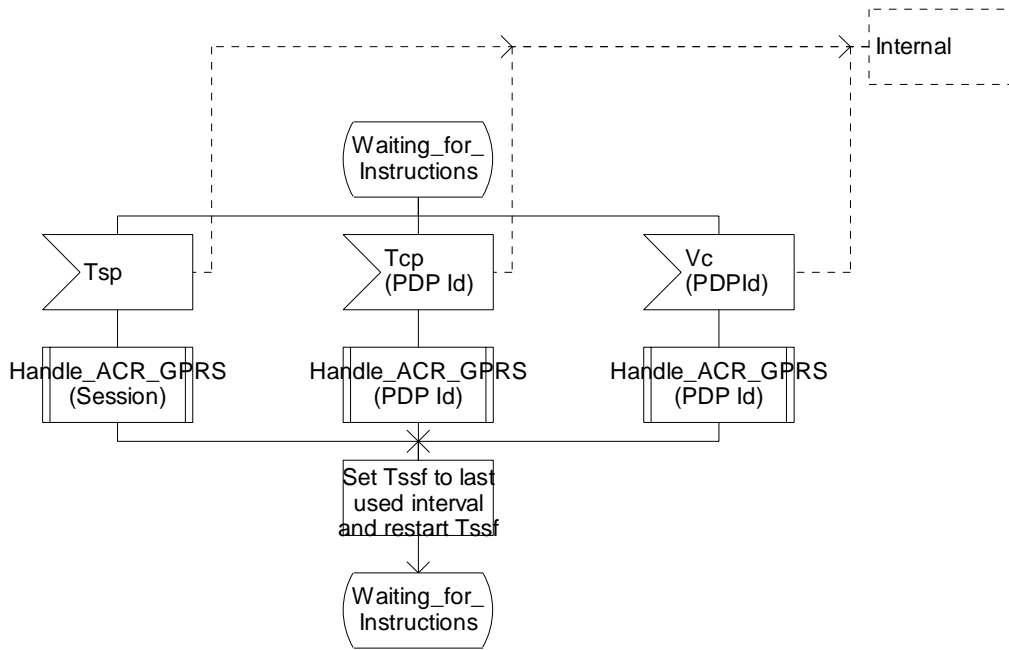 Internal
Waiting_for_
Instructions
Tsp
Tcp
(PDP Id)
Vc
(PDPId)
Handle_ACR_GPRS
(Session)
Handle_ACR_GPRS
(PDP Id)
Handle_ACR_GPRS
(PDP Id)
Set Tssf to last
used interval
and restart Tssf
Waiting_for_
Instructions